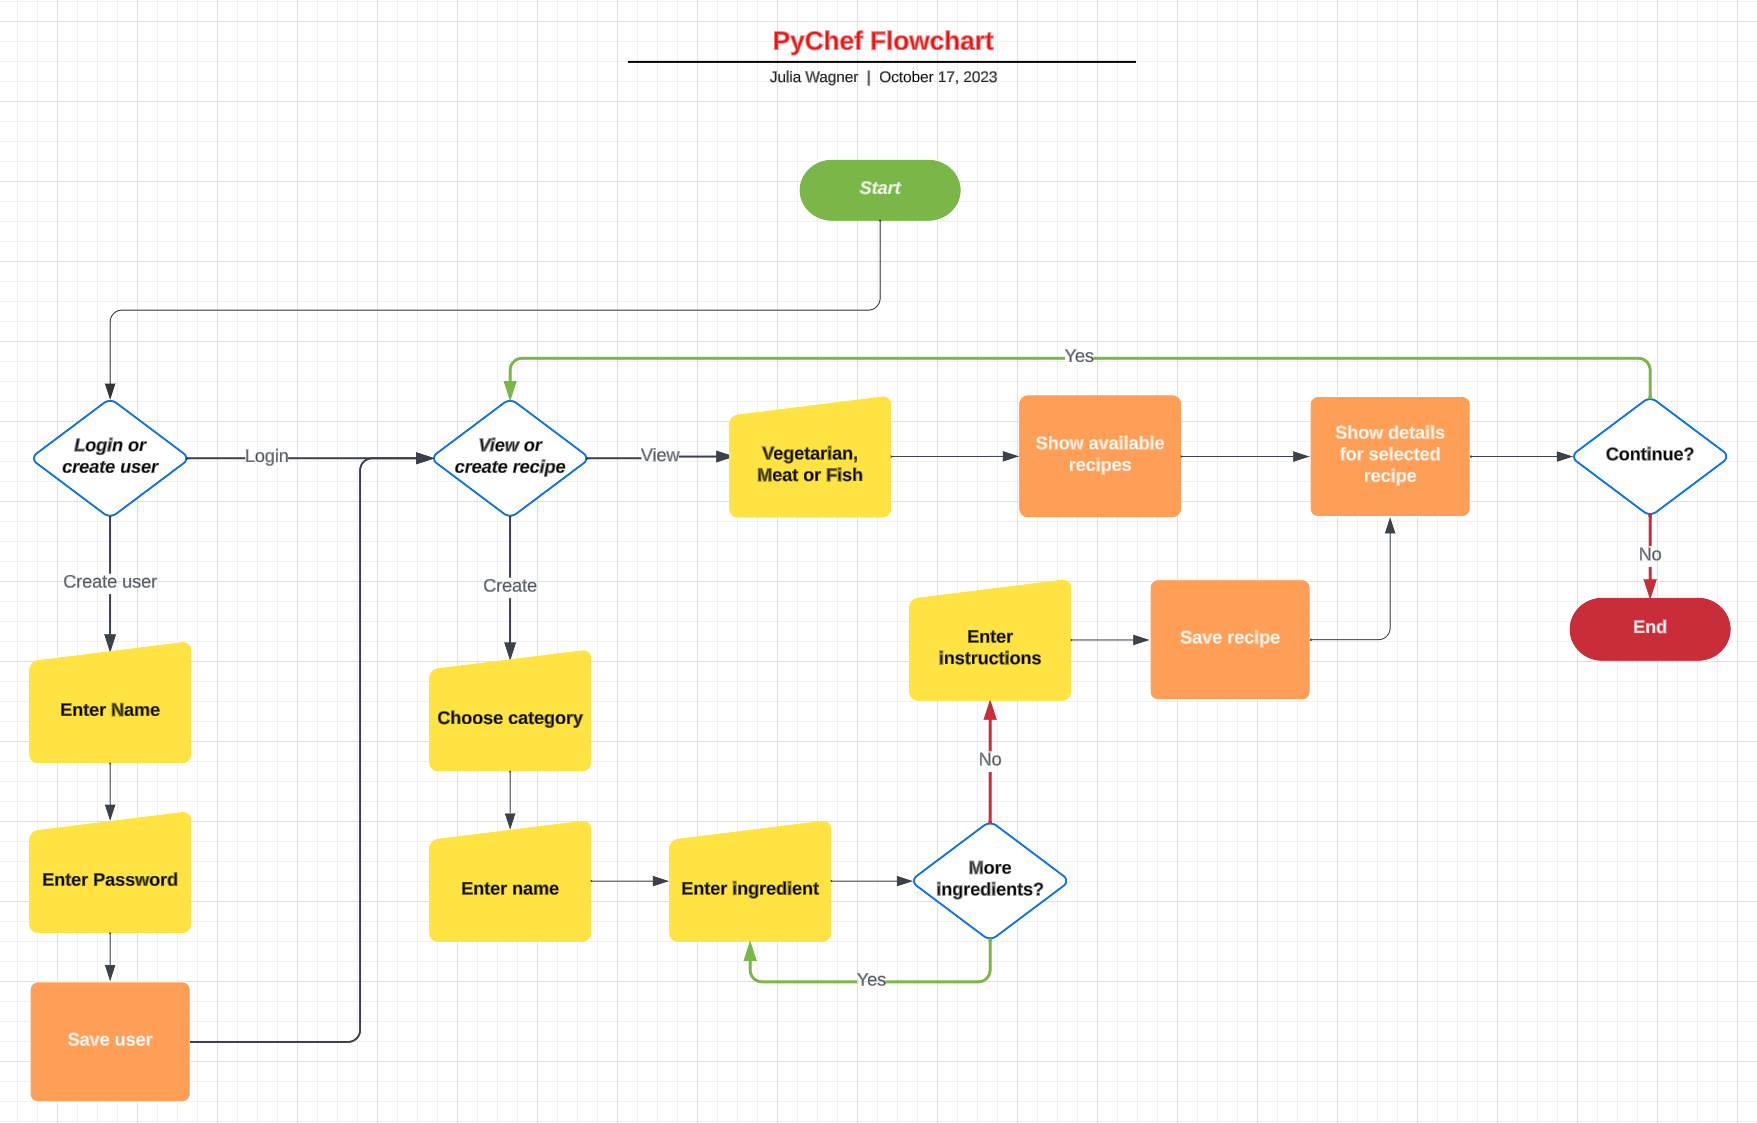 PyChef Flowchart
Julia Wagner | October 17, 2023
Start
Yes
Login or
create user
Login
View or
create recipe
View
Vegetarian,
Meat or Fish
Show available
recipes
Show details
for selected
recipe
Continue?
No
End
Create user
Create
Enter Name
Choose category
Enter
instructions
Save recipe
No
Enter Password
Enter name
Enter ingredient
More
ingredients?
Yes
Save user